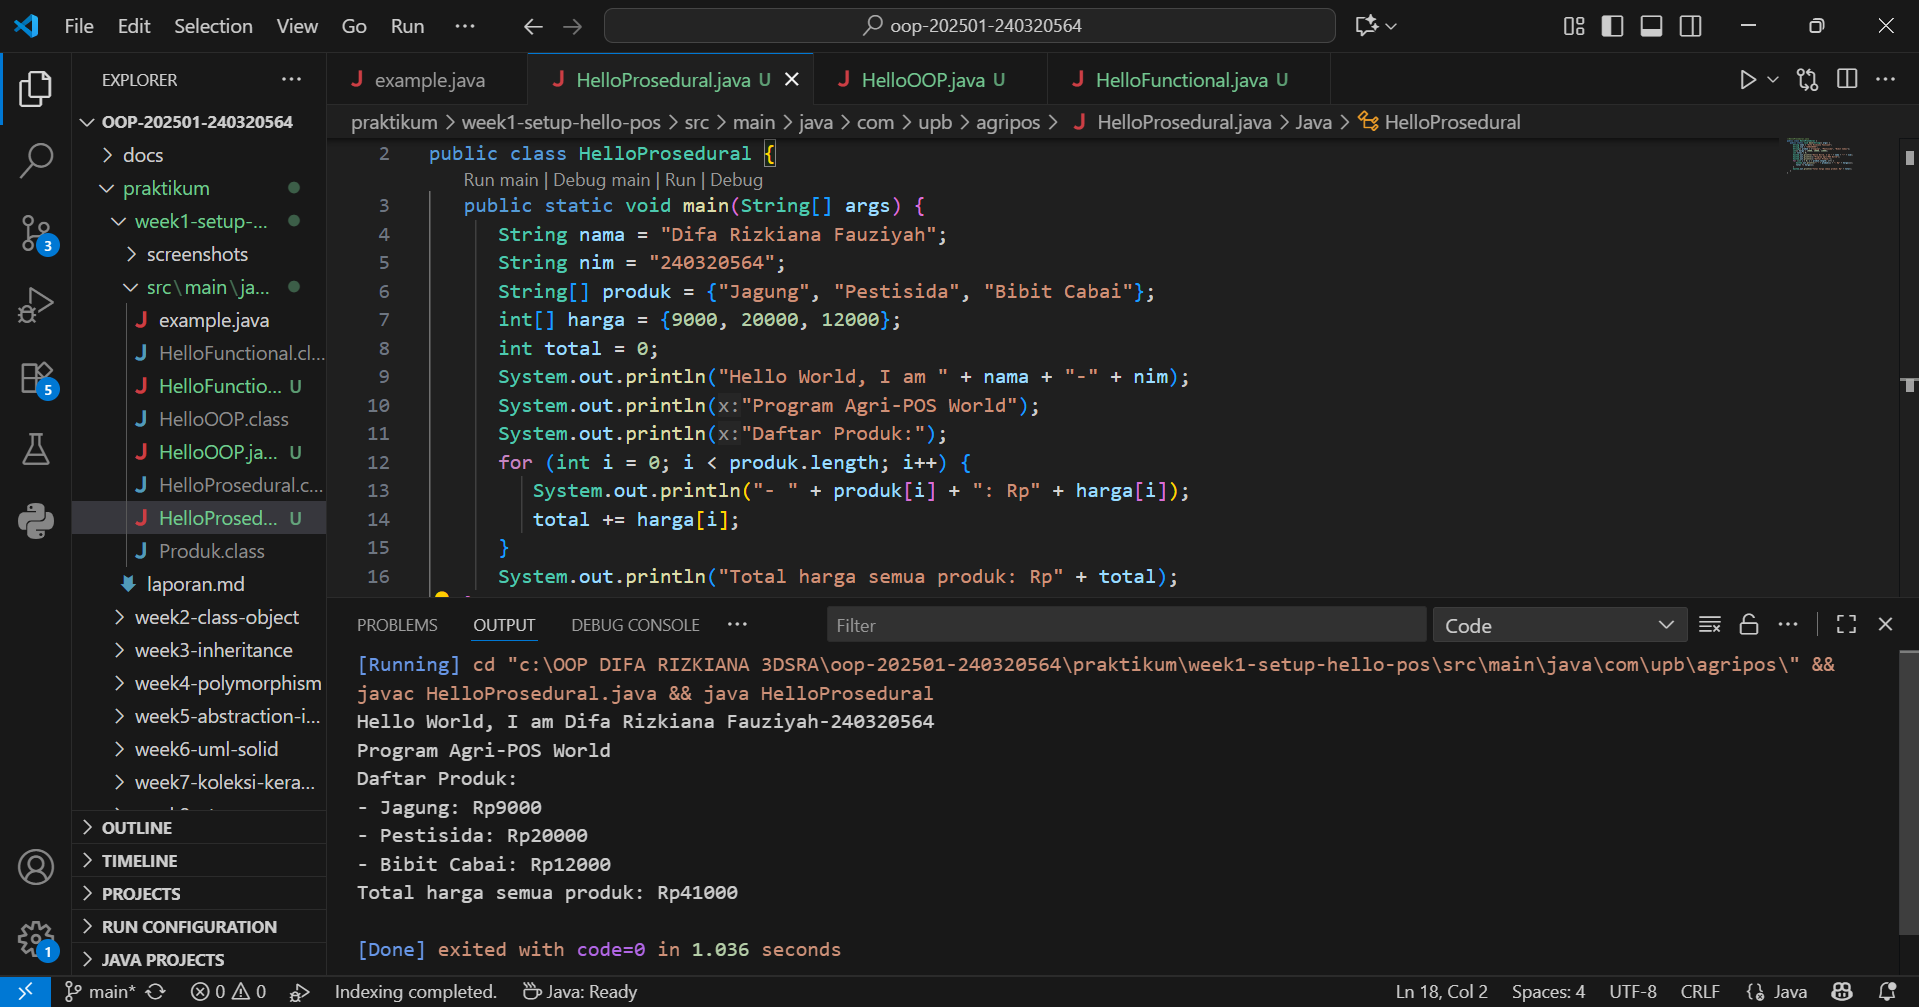 File Edit Selection View Go Run ··· oop-202501-240320564
EXPLORER ···
OOP-202501-240320564
docs
praktikum
week1-setup-...
screenshots
src\main\ja...
example.java
HelloFunctional.cl...
HelloFunctio... U
HelloOOP.class
HelloOOP.ja... U
HelloProsedural.c...
HelloProsed... U
Produk.class
laporan.md
week2-class-object
week3-inheritance
week4-polymorphism
week5-abstraction-i...
week6-uml-solid
week7-koleksi-kera...
OUTLINE
TIMELINE
PROJECTS
RUN CONFIGURATION
JAVA PROJECTS
3
5
1
example.java HelloProsedural.java U HelloOOP.java U HelloFunctional.java U
praktikum > week1-setup-hello-pos > src > main > java > com > upb > agripos > HelloProsedural.java > Java > HelloProsedural
2 public class HelloProsedural {
Run main | Debug main | Run | Debug
3 public static void main(String[] args) {
4 String nama = "Difa Rizkiana Fauziyah";
5 String nim = "240320564";
6 String[] produk = {"Jagung", "Pestisida", "Bibit Cabai"};
7 int[] harga = {9000, 20000, 12000};
8 int total = 0;
9 System.out.println("Hello World, I am " + nama + "-" + nim);
10 System.out.println(x:"Program Agri-POS World");
11 System.out.println(x:"Daftar Produk:");
12 for (int i = 0; i < produk.length; i++) {
13 System.out.println("- " + produk[i] + ": Rp" + harga[i]);
14 total += harga[i];
15 }
16 System.out.println("Total harga semua produk: Rp" + total);
PROBLEMS OUTPUT DEBUG CONSOLE ··· Filter Code
[Running] cd "c:\OOP DIFA RIZKIANA 3DSRA\oop-202501-240320564\praktikum\week1-setup-hello-pos\src\main\java\com\upb\agripos\" &&
javac HelloProsedural.java && java HelloProsedural
Hello World, I am Difa Rizkiana Fauziyah-240320564
Program Agri-POS World
Daftar Produk:
- Jagung: Rp9000
- Pestisida: Rp20000
- Bibit Cabai: Rp12000
Total harga semua produk: Rp41000
[Done] exited with code=0 in 1.036 seconds
main* 0 0 Indexing completed. Java: Ready Ln 18, Col 2 Spaces: 4 UTF-8 CRLF Java